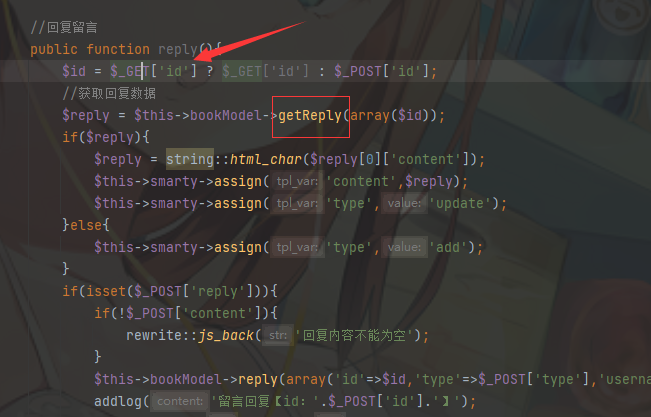 //回复留言
public function reply(){
$id = $_GET['id'] ? $_GET['id'] : $_POST['id'];
//获取回复数据
$reply = $this->bookModel->getReply(array($id));
if($reply){
$reply = string::html_char($reply[0]['content']);
$this->smarty->assign( tpl_var: 'content',$reply);
$this->smarty->assign( tpl_var: 'type', value: 'update');
}else{
$this->smarty->assign( tpl_var: 'type', value: 'add');
}
if(isset($_POST['reply'])){
if(!$_POST['content']){
rewrite::js_back( str: '回复内容不能为空');
}
$this->bookModel->reply(array('id'=>$id,'type'=>$_POST['type'],'userna
addlog( content: '留言回复【id: '.$_POST['id'].'】');